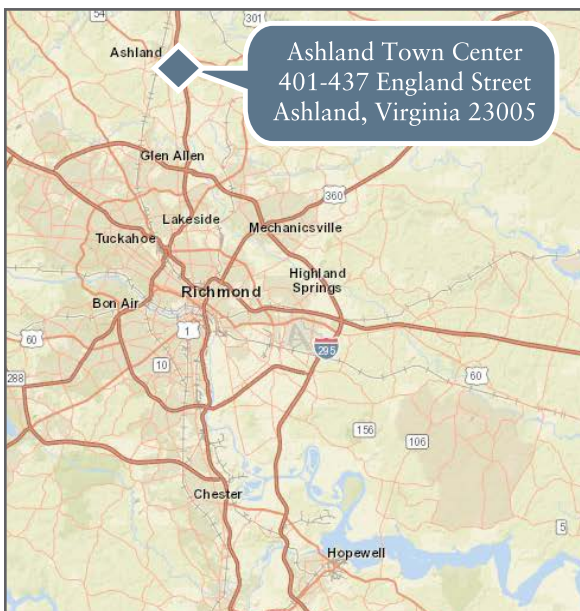 54
301
Ashland
Ashland Town Center
401-437 England Street
Ashland, Virginia 23005
Glen Allen
360
Lakeside
Mechanicsville
Tuckahoe
Highland
Springs
Richmond
Bon Air
1
60
295
10
288
60
156
106
Chester
5
Hopewell